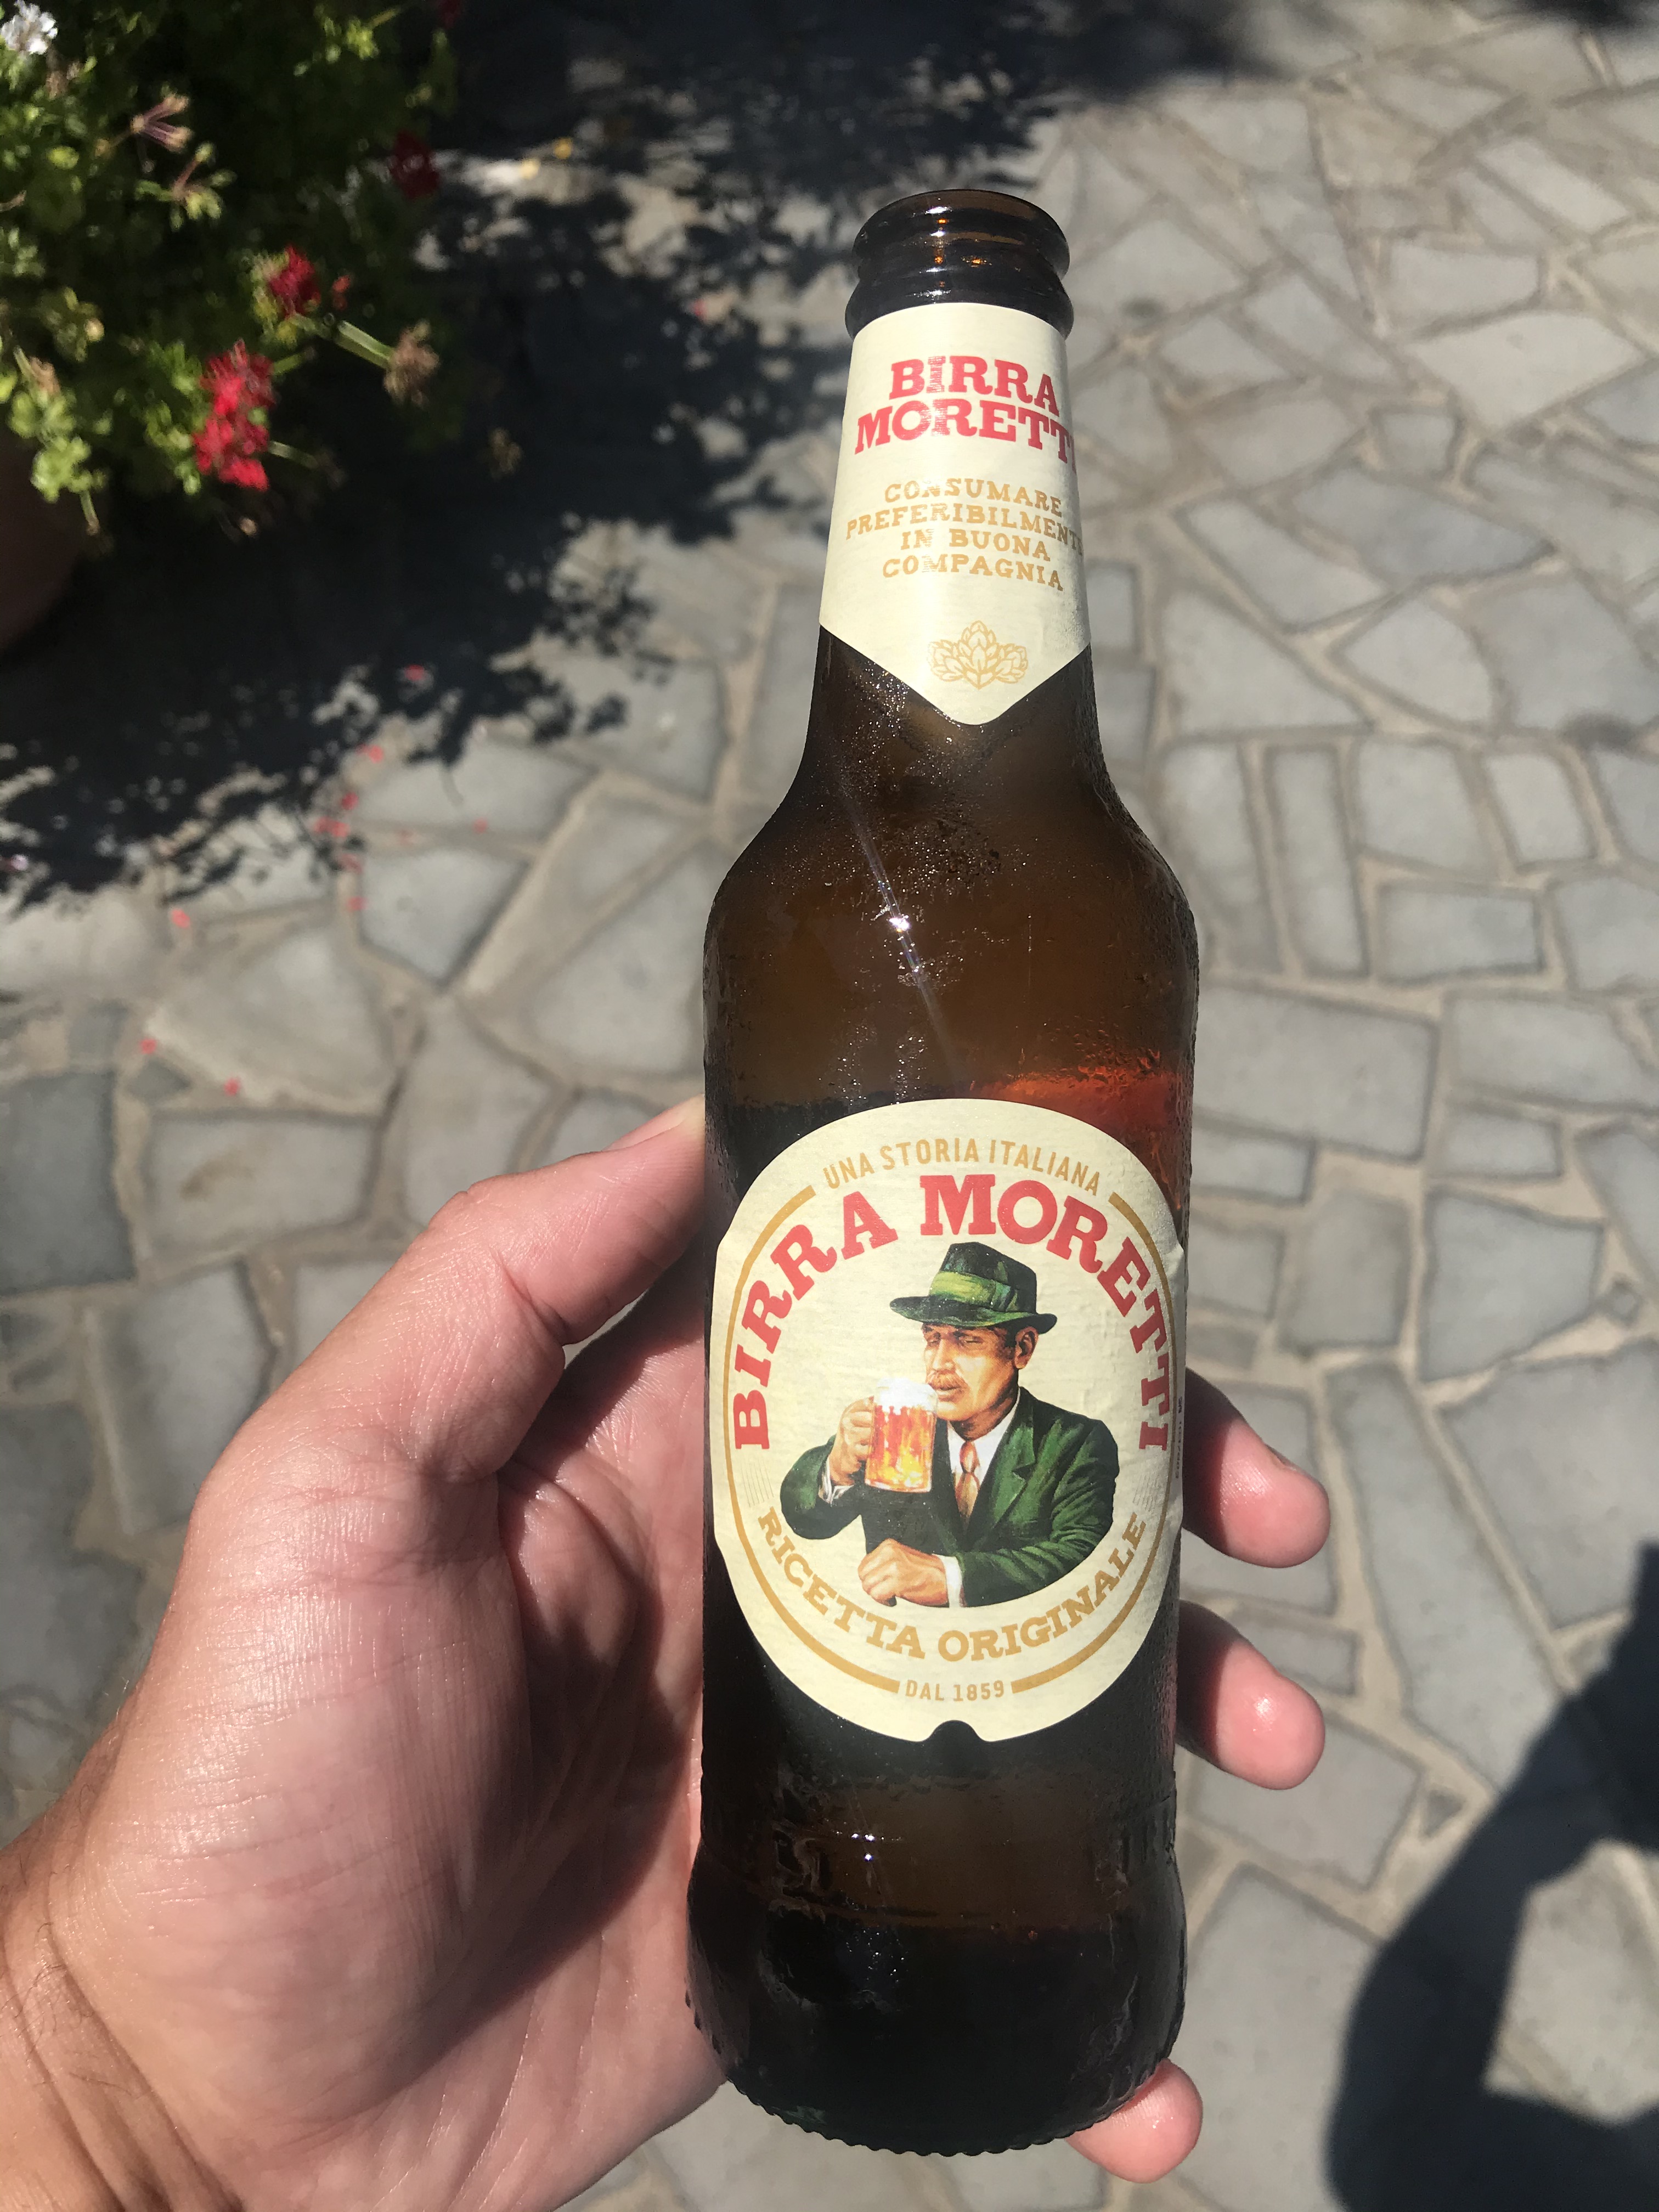 BIRRA
MORETTI
CONSUMARE
PREFERIBILMENTE
IN BUONA
COMPAGNIA
UNA STORIA ITALIANA
BIRRA MORETTI
RICETTA ORIGINALE
DAL 1859